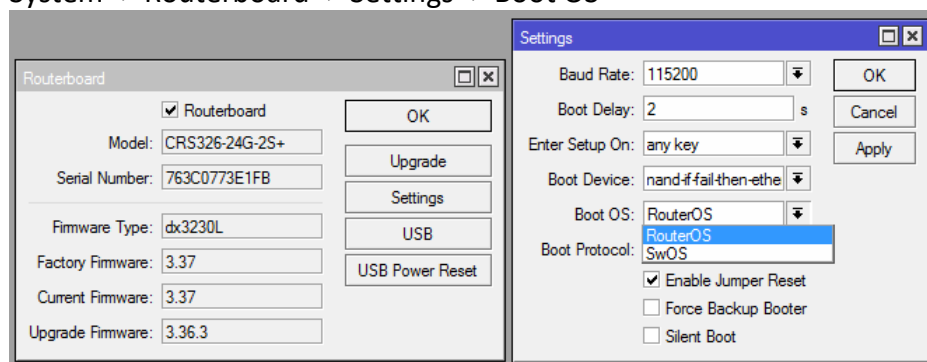 System → Routerboard → Settings → Boot OS
Routerboard
Routerboard
Model: CRS326-24G-2S+
Serial Number: 763C0773E1FB
Firmware Type: dx3230L
Factory Firmware: 3.37
Current Firmware: 3.37
Upgrade Firmware: 3.36.3
OK
Upgrade
Settings
USB
USB Power Reset
Settings
Baud Rate: 115200
Boot Delay: 2 s
Enter Setup On: any key
Boot Device: nand-if-fail-then-ethe
Boot OS: RouterOS
RouterOS
SwOS
Boot Protocol:
Enable Jumper Reset
Force Backup Booter
Silent Boot
OK
Cancel
Apply